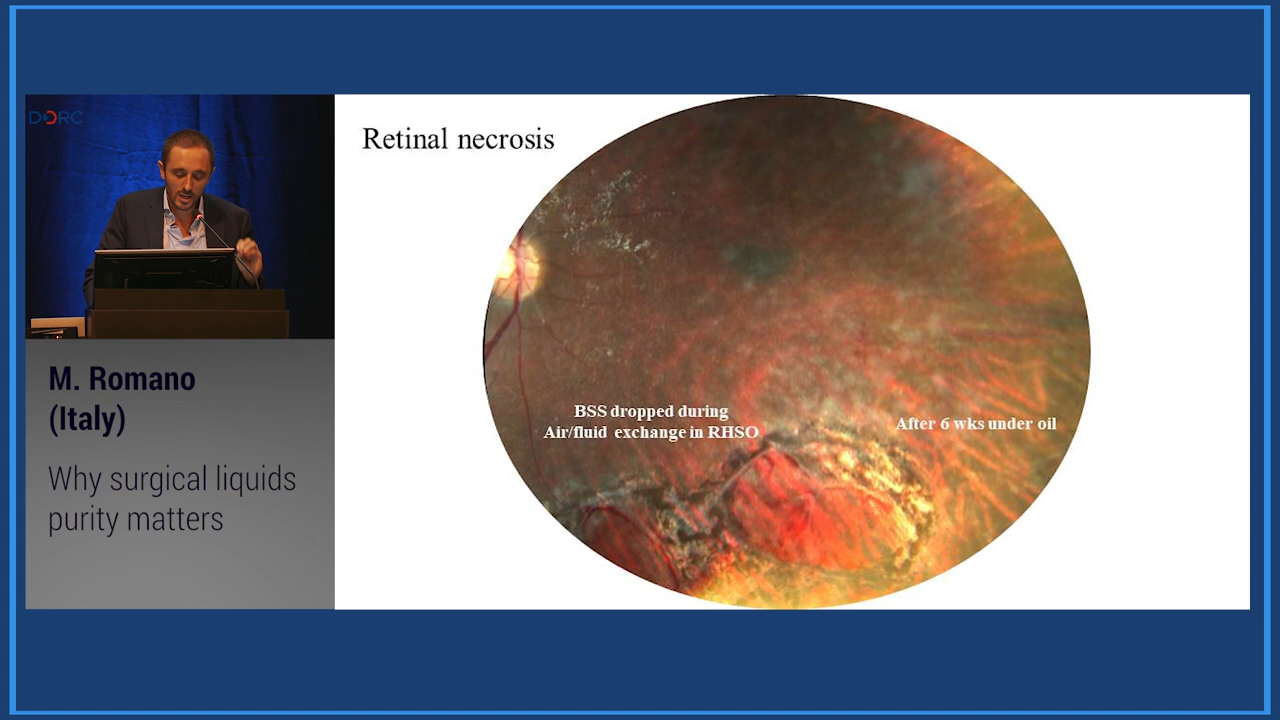 DORC
M. Romano
(Italy)
Why surgical liquids
purity matters
Retinal necrosis
BSS dropped during
Air/fluid exchange in RHSO
After 6 wks under oil